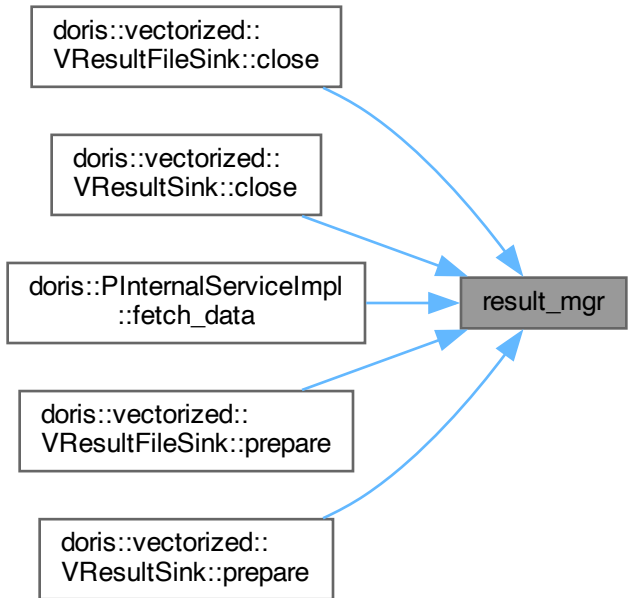 doris::vectorized::
VResultFileSink::close
doris::vectorized::
VResultSink::close
doris::PInternalServiceImpl
::fetch_data
result_mgr
doris::vectorized::
VResultFileSink::prepare
doris::vectorized::
VResultSink::prepare